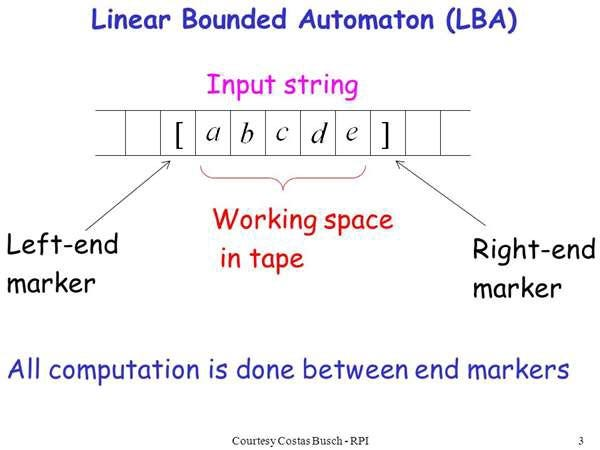 Linear Bounded Automaton (LBA)
Input string
[ a b c d e ]
Working space
in tape
Left-end
marker
Right-end
marker
All computation is done between end markers
Courtesy Costas Busch - RPI
3